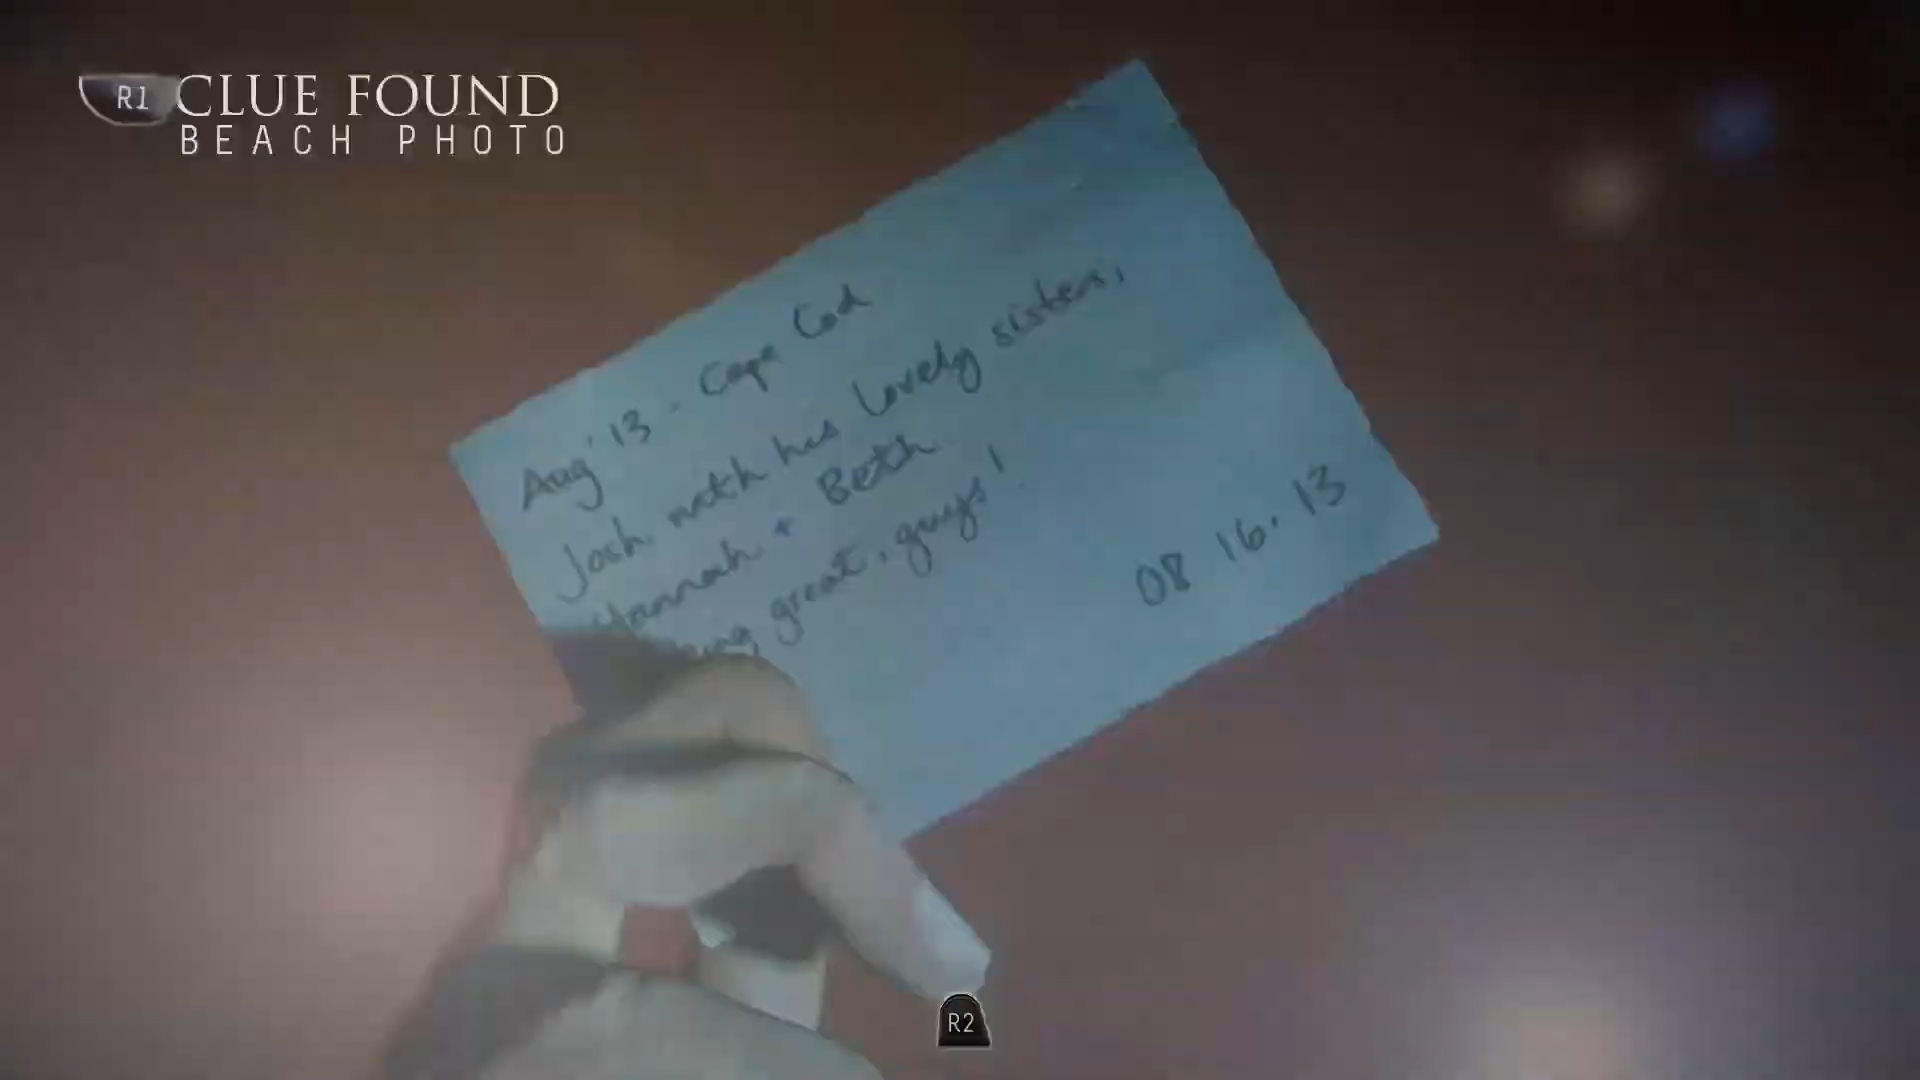 R1 CLUE FOUND
BEACH PHOTO
Aug '13 - Cape Cod
Josh with his lovely sisters,
Hannah + Beth
great, guys!
08 16. 13
R2